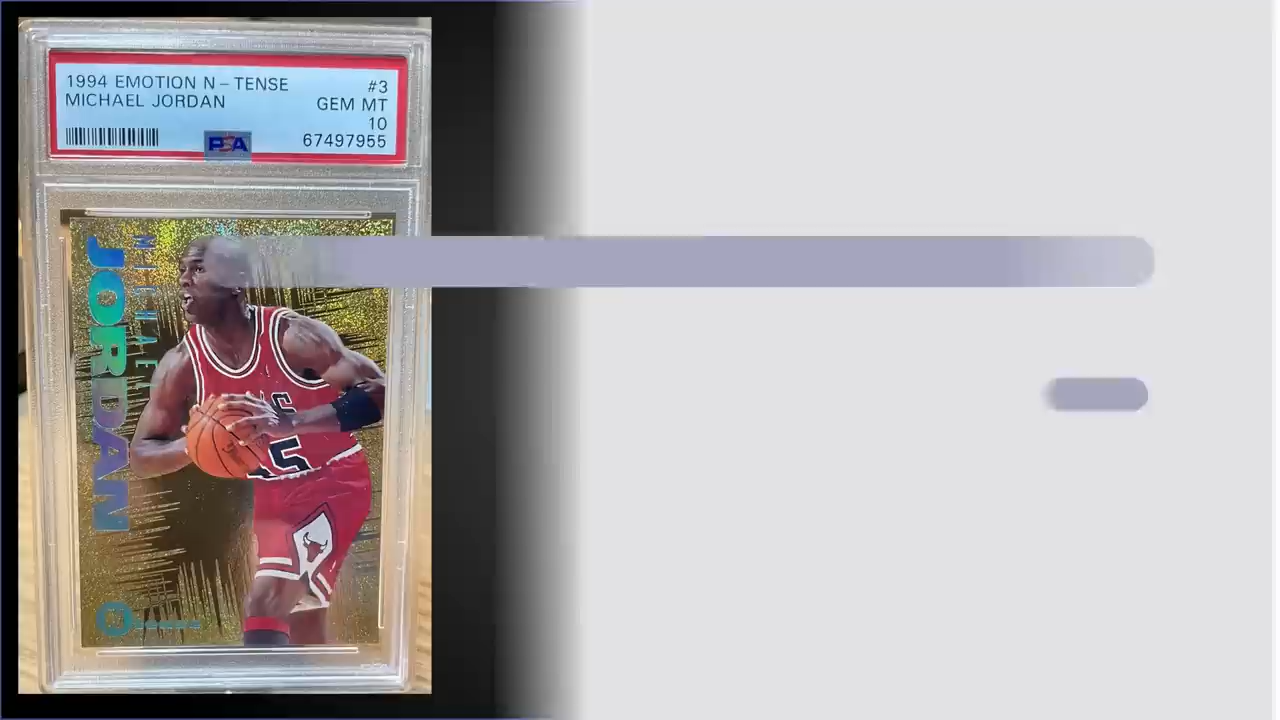 1994 EMOTION N-TENSE #3
MICHAEL JORDAN GEM MT
10
PSA 67497955
MICHAEL
JORDAN